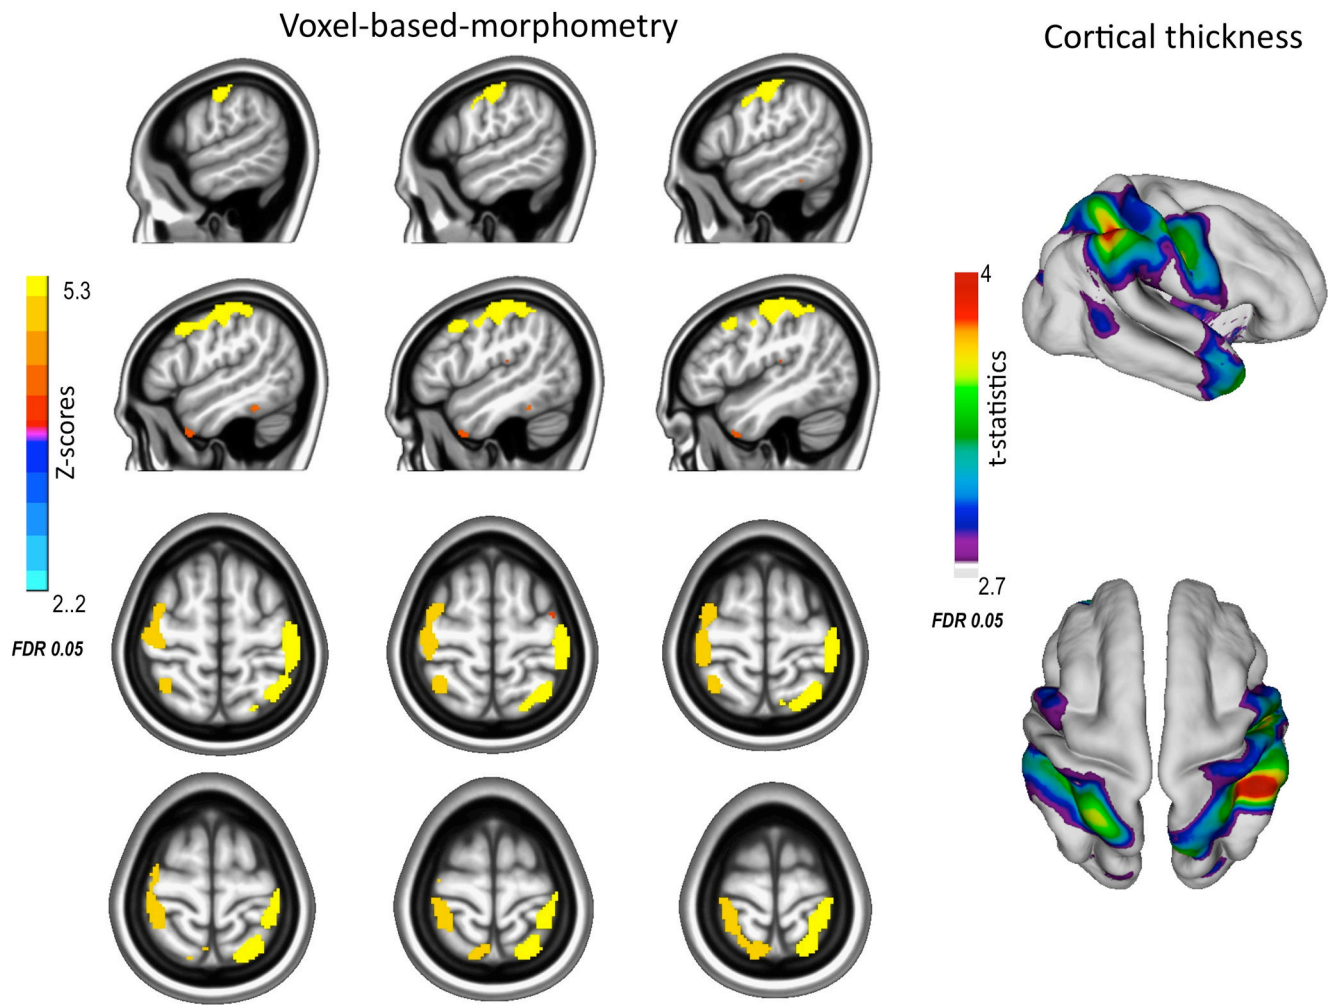 Voxel-based-morphometry
Cortical thickness
5.3
Z-scores
2..2
FDR 0.05
4
t-statistics
2.7
FDR 0.05